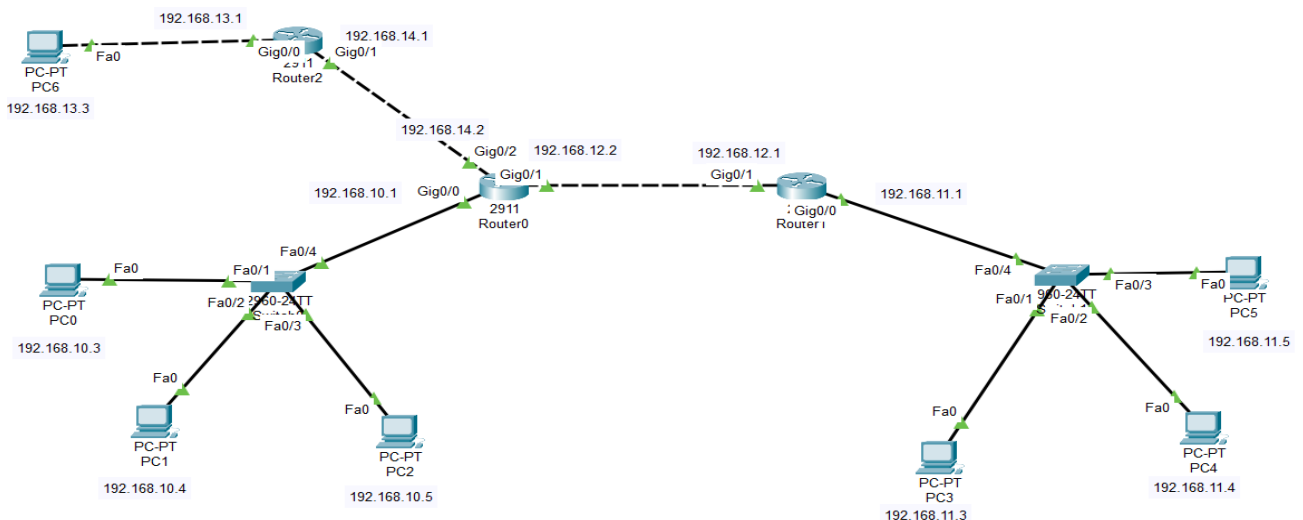 192.168.13.1
192.168.14.1
Fa0
Gig0/0
Gig0/1
PC-PT
PC6
2911
Router2
192.168.13.3
192.168.14.2
Gig0/2
192.168.12.2
192.168.12.1
Gig0/1
Gig0/1
192.168.10.1
Gig0/0
2911
Router0
Gig0/0
192.168.11.1
Fa0/4
Fa0
Fa0/1
PC-PT
PC0
Fa0/2
Fa0/3
192.168.10.3
Fa0
PC-PT
PC1
192.168.10.4
Fa0
PC-PT
PC2
192.168.10.5
Fa0/4
Fa0/1
Fa0/2
Fa0/3
Fa0
PC-PT
PC5
192.168.11.5
Fa0
PC-PT
PC3
192.168.11.3
Fa0
PC-PT
PC4
192.168.11.4